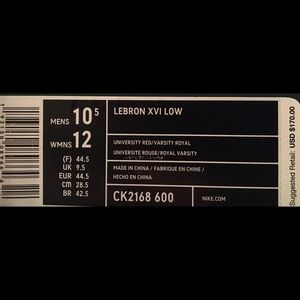 MENS 10.5
WMNS 12
(F) 44.5
UK 9.5
EUR 44.5
cm 28.5
BR 42.5
LEBRON XVI LOW
UNIVERSITY RED/VARSITY ROYAL
UNIVERSITE ROUGE/ROYAL VARSITY
MADE IN CHINA / FABRIQUE EN CHINE /
HECHO EN CHINA
CK2168 600
NIKE.COM
Suggested Retail: USD $170.00